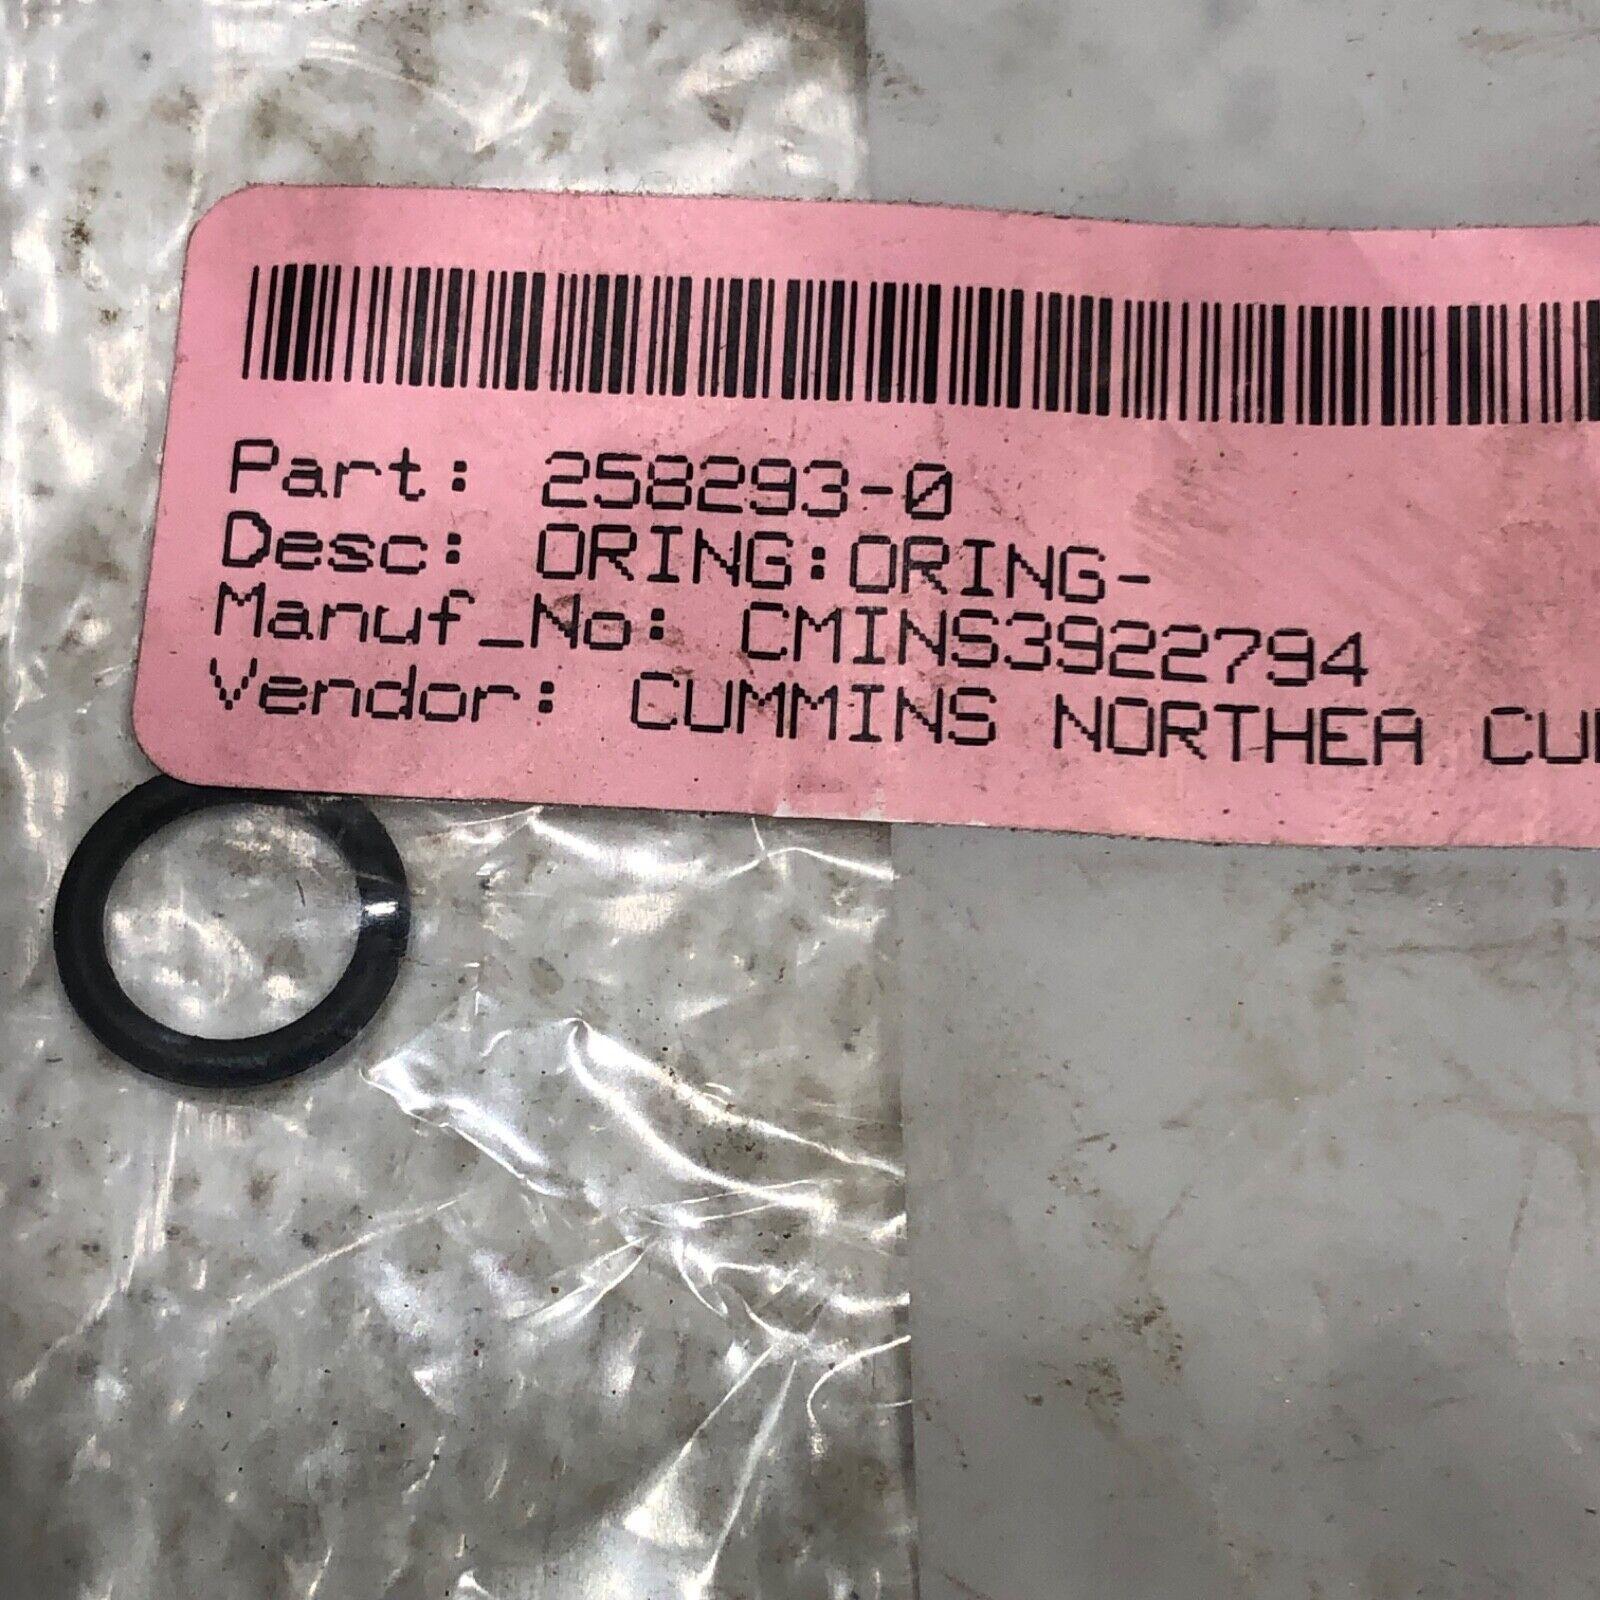 Part: 258293-0
Desc: ORING:ORING-
Manuf_No: CMINS3922794
Vendor: CUMMINS NORTHEA